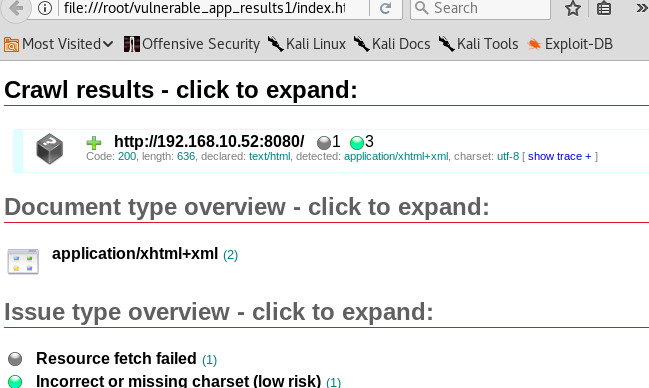 file:///root/vulnerable_app_results1/index.ht
Search
Most Visited
Offensive Security
Kali Linux
Kali Docs
Kali Tools
Exploit-DB
Crawl results - click to expand:
http://192.168.10.52:8080/ 1 3
Code: 200, length: 636, declared: text/html, detected: application/xhtml+xml, charset: utf-8 [ show trace + ]
Document type overview - click to expand:
application/xhtml+xml (2)
Issue type overview - click to expand:
Resource fetch failed (1)
Incorrect or missing charset (low risk) (1)